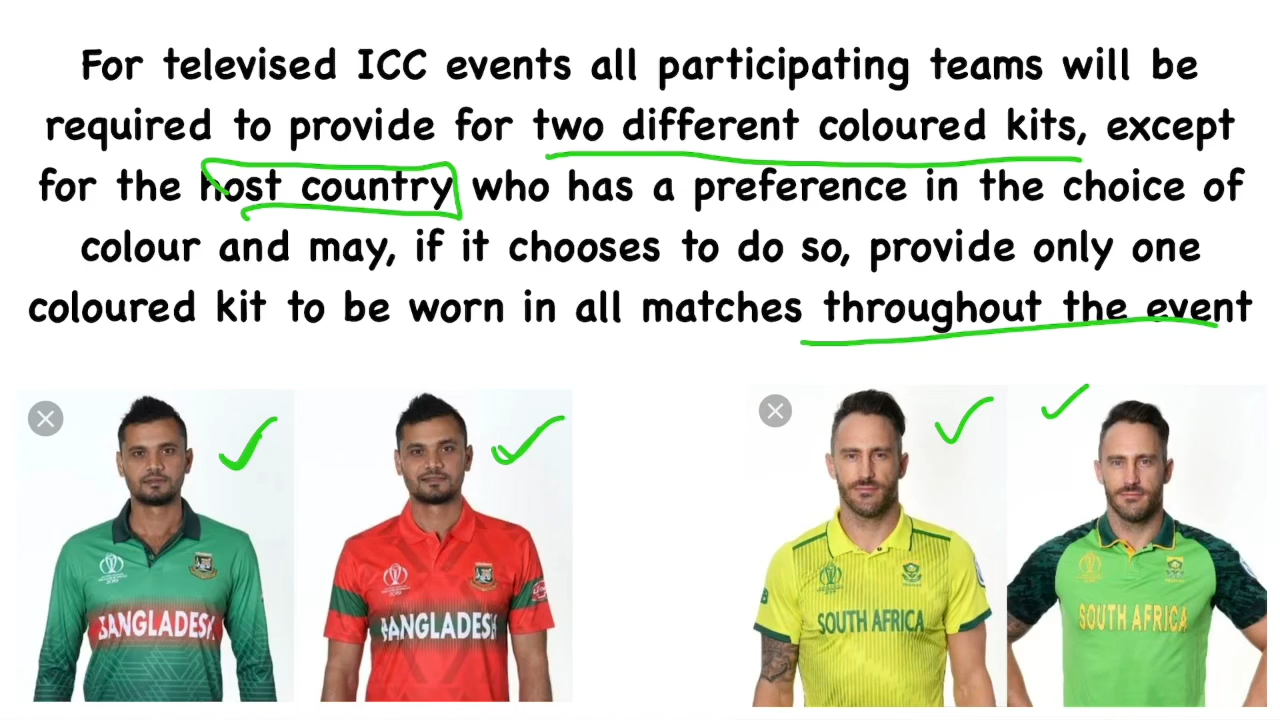 For televised ICC events all participating teams will be
required to provide for two different coloured kits, except
for the host country who has a preference in the choice of
colour and may, if it chooses to do so, provide only one
coloured kit to be worn in all matches throughout the event
BANGLADESH
BANGLADESH
SOUTH AFRICA
SOUTH AFRICA